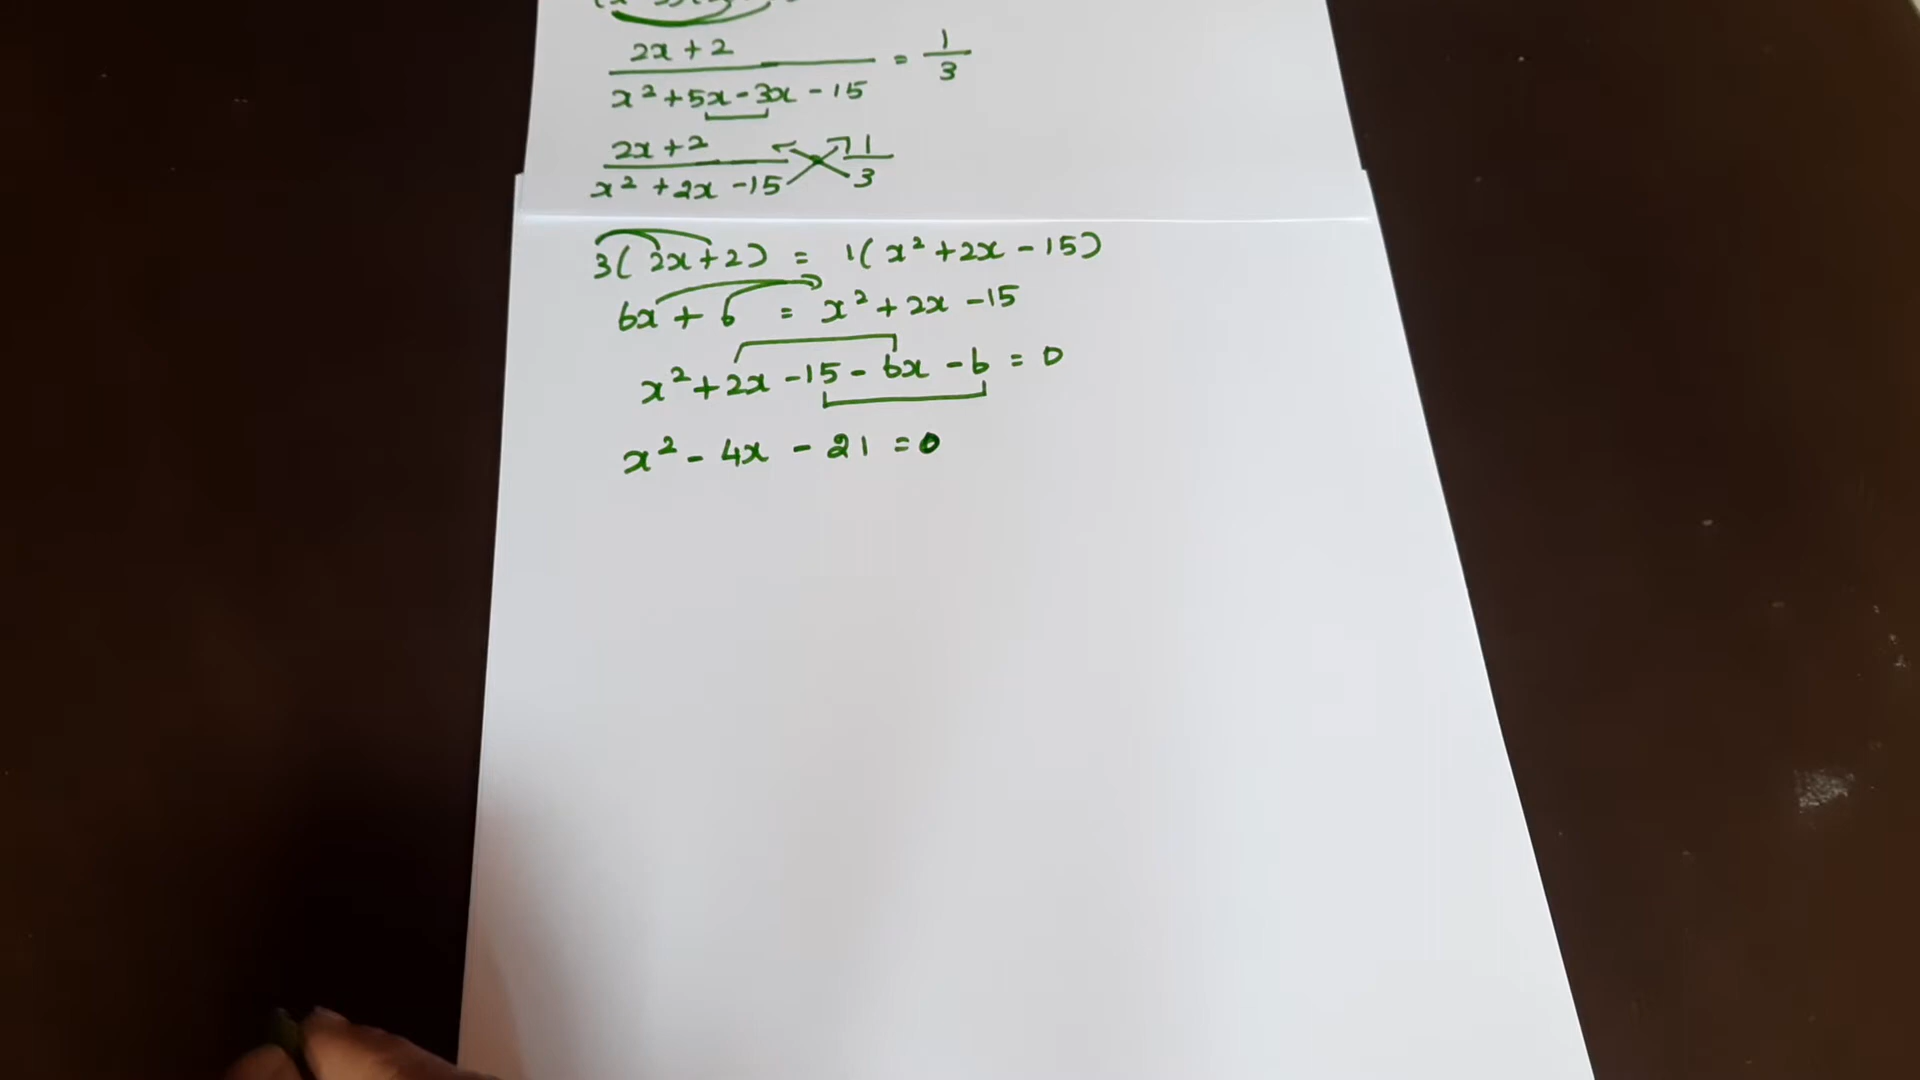 2x + 2 / x² + 5x - 3x - 15 = 1/3
2x + 2 / x² + 2x - 15 1/3
3(2x + 2) = 1(x² + 2x - 15)
6x + 6 = x² + 2x - 15
x² + 2x - 15 - 6x - 6 = 0
x² - 4x - 21 = 0